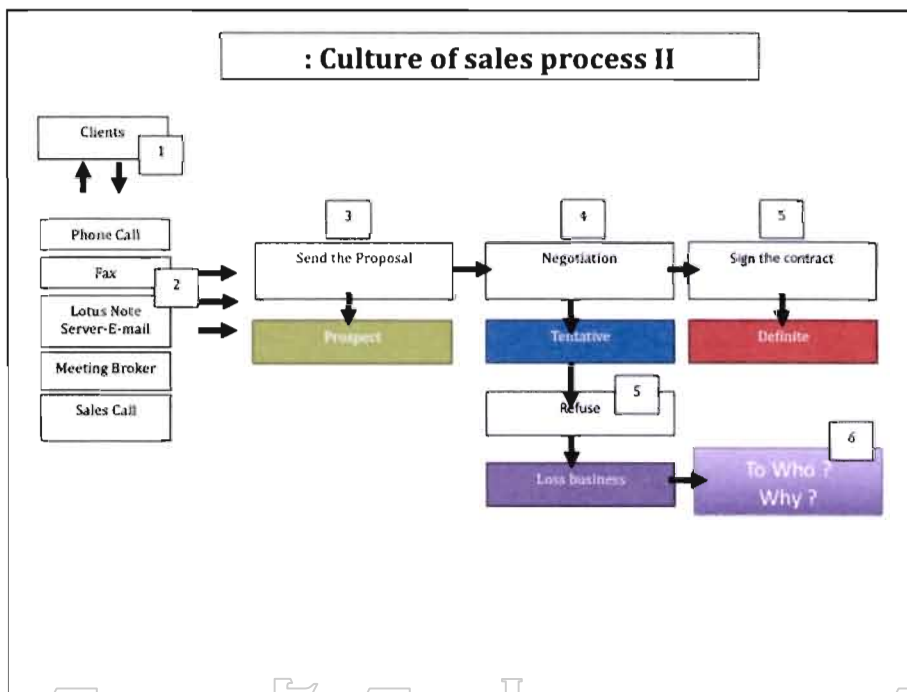 : Culture of sales process II
Clients
1
Phone Call
Fax
2
Lotus Note
Server-E-mail
Meeting Broker
Sales Call
3
Send the Proposal
Prospect
4
Negotiation
Tentative
5
Refuse
Loss business
5
Sign the contract
Definite
6
To Who ?
Why ?